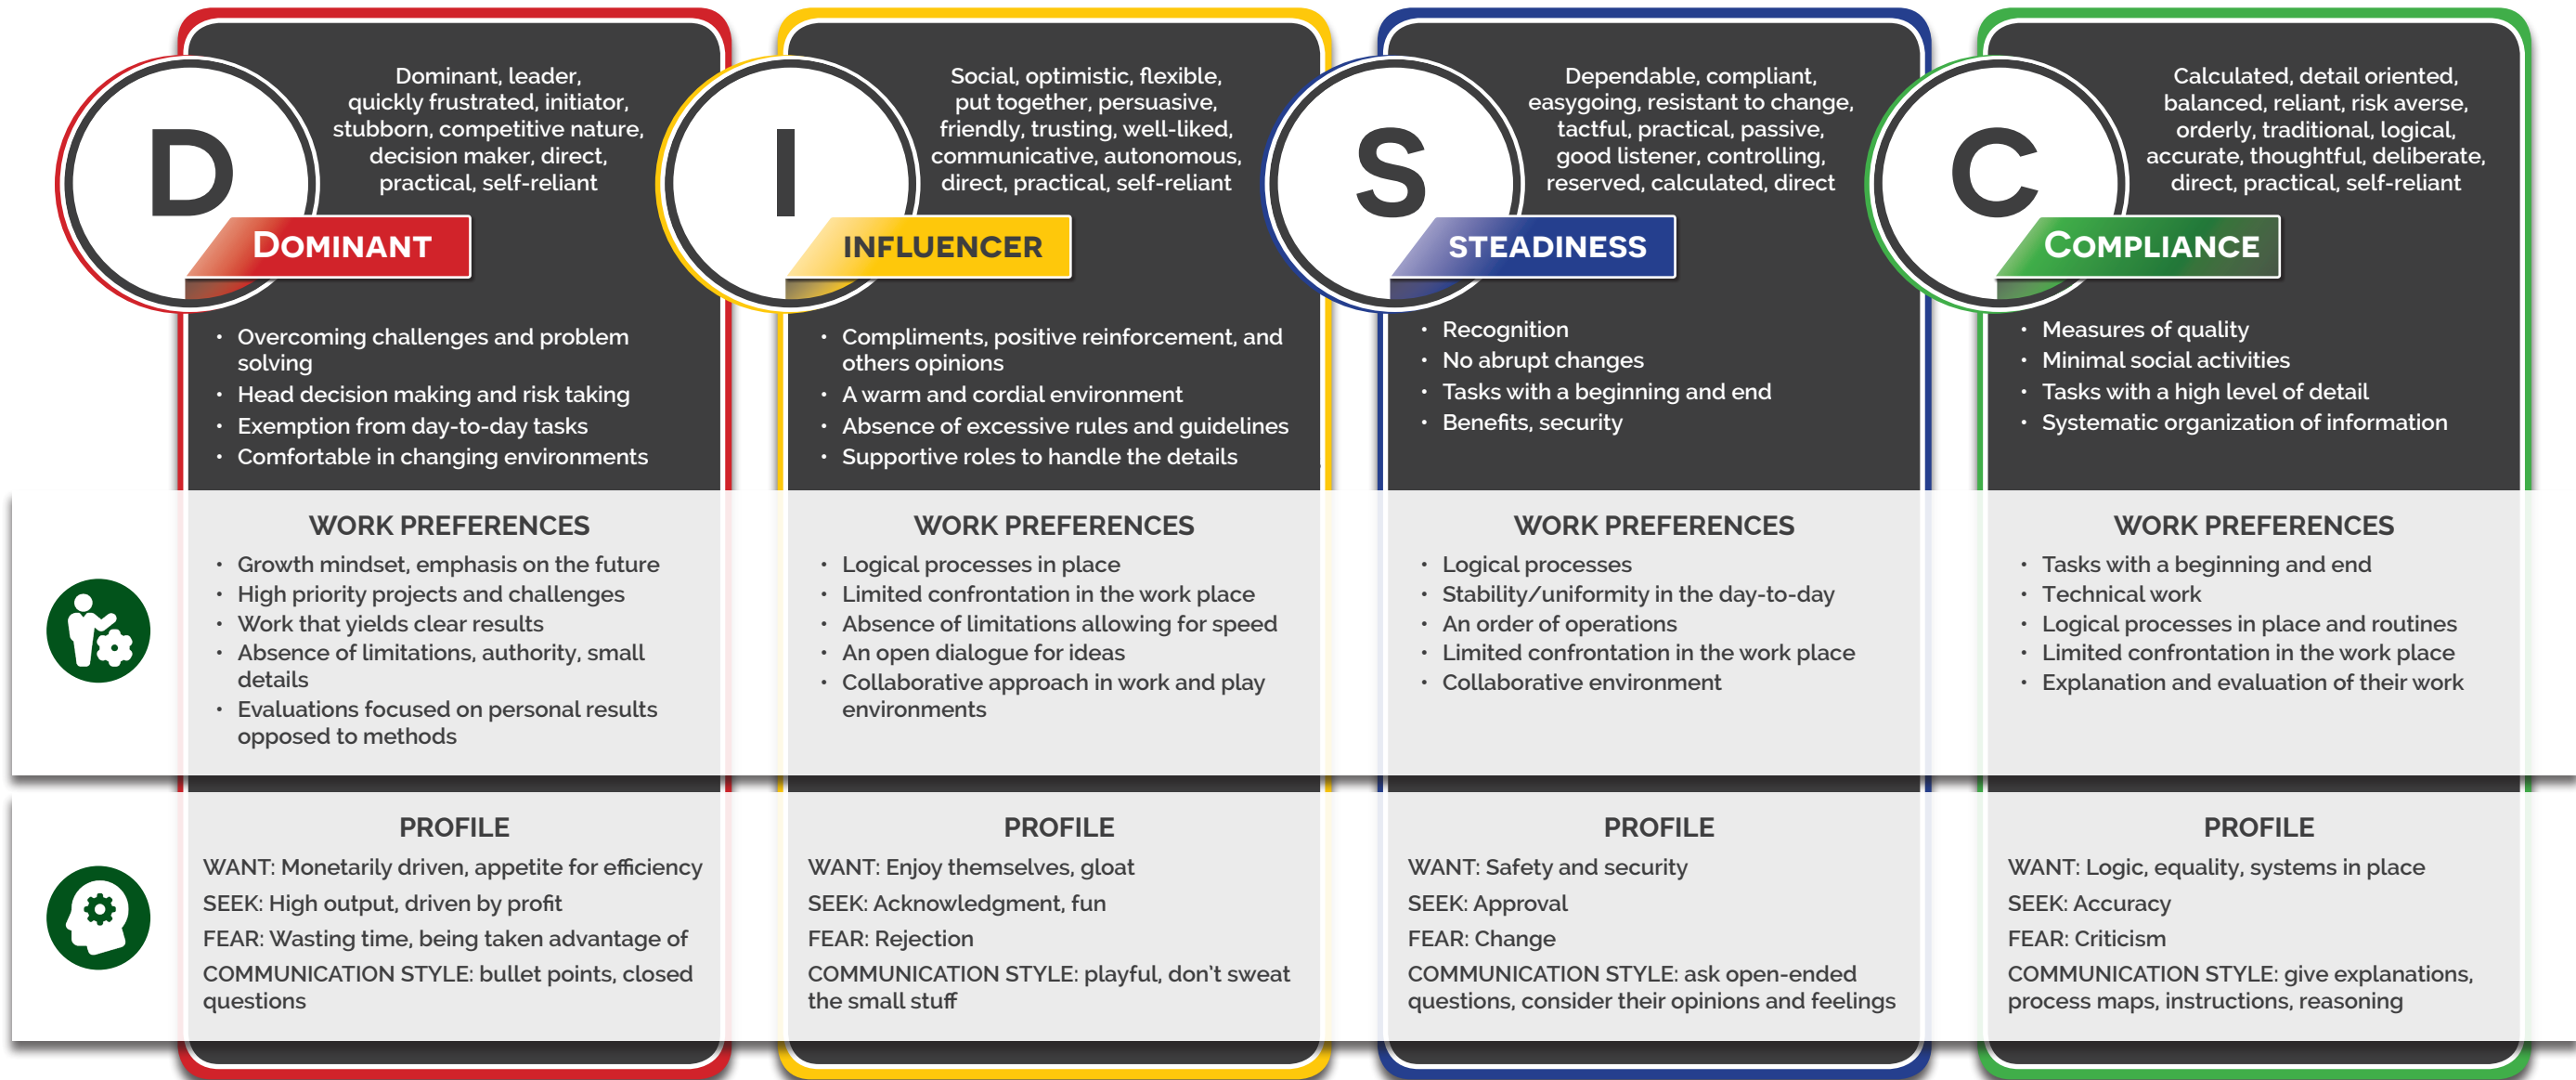 D
Dominant, leader,
quickly frustrated, initiator,
stubborn, competitive nature,
decision maker, direct,
practical, self-reliant
DOMINANT
• Overcoming challenges and problem
solving
• Head decision making and risk taking
• Exemption from day-to-day tasks
• Comfortable in changing environments
WORK PREFERENCES
• Growth mindset, emphasis on the future
• High priority projects and challenges
• Work that yields clear results
• Absence of limitations, authority, small
details
• Evaluations focused on personal results
opposed to methods
PROFILE
WANT: Monetarily driven, appetite for efficiency
SEEK: High output, driven by profit
FEAR: Wasting time, being taken advantage of
COMMUNICATION STYLE: bullet points, closed
questions
I
Social, optimistic, flexible,
put together, persuasive,
friendly, trusting, well-liked,
communicative, autonomous,
direct, practical, self-reliant
INFLUENCER
• Compliments, positive reinforcement, and
others opinions
• A warm and cordial environment
• Absence of excessive rules and guidelines
• Supportive roles to handle the details
WORK PREFERENCES
• Logical processes in place
• Limited confrontation in the work place
• Absence of limitations allowing for speed
• An open dialogue for ideas
• Collaborative approach in work and play
environments
PROFILE
WANT: Enjoy themselves, gloat
SEEK: Acknowledgment, fun
FEAR: Rejection
COMMUNICATION STYLE: playful, don't sweat
the small stuff
S
Dependable, compliant,
easygoing, resistant to change,
tactful, practical, passive,
good listener, controlling,
reserved, calculated, direct
STEADINESS
• Recognition
• No abrupt changes
• Tasks with a beginning and end
• Benefits, security
WORK PREFERENCES
• Logical processes
• Stability/uniformity in the day-to-day
• An order of operations
• Limited confrontation in the work place
• Collaborative environment
PROFILE
WANT: Safety and security
SEEK: Approval
FEAR: Change
COMMUNICATION STYLE: ask open-ended
questions, consider their opinions and feelings
C
Calculated, detail oriented,
balanced, reliant, risk averse,
orderly, traditional, logical,
accurate, thoughtful, deliberate,
direct, practical, self-reliant
COMPLIANCE
• Measures of quality
• Minimal social activities
• Tasks with a high level of detail
• Systematic organization of information
WORK PREFERENCES
• Tasks with a beginning and end
• Technical work
• Logical processes in place and routines
• Limited confrontation in the work place
• Explanation and evaluation of their work
PROFILE
WANT: Logic, equality, systems in place
SEEK: Accuracy
FEAR: Criticism
COMMUNICATION STYLE: give explanations,
process maps, instructions, reasoning